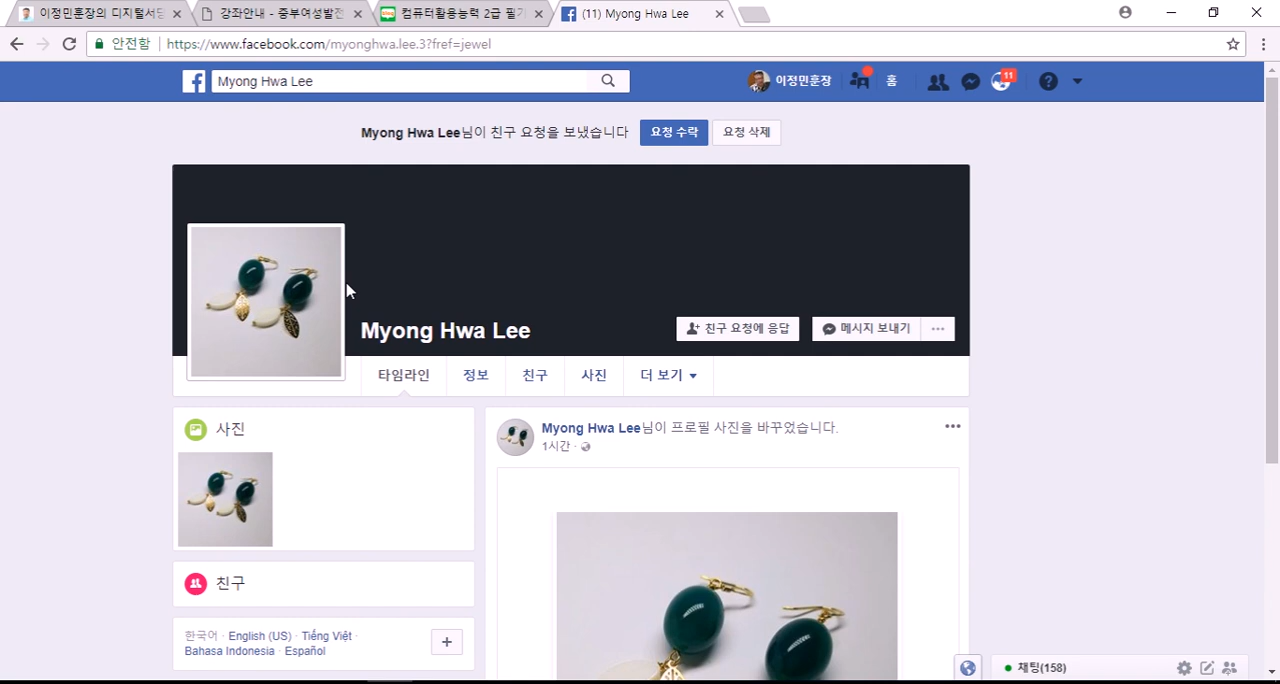 이정민훈장의 디지털서당
강좌안내 - 중부여성발전
컴퓨터활용능력 2급 필기
(11) Myong Hwa Lee
안전함
https://www.facebook.com/myonghwa.lee.3?fref=jewel
Myong Hwa Lee
이정민훈장
홈
11
Myong Hwa Lee님이 친구 요청을 보냈습니다
요청 수락
요청 삭제
Myong Hwa Lee
친구 요청에 응답
메시지 보내기
타임라인
정보
친구
사진
더 보기
사진
Myong Hwa Lee님이 프로필 사진을 바꾸었습니다.
1시간 ·
친구
한국어 · English (US) · Tiếng Việt ·
Bahasa Indonesia · Español
채팅(158)